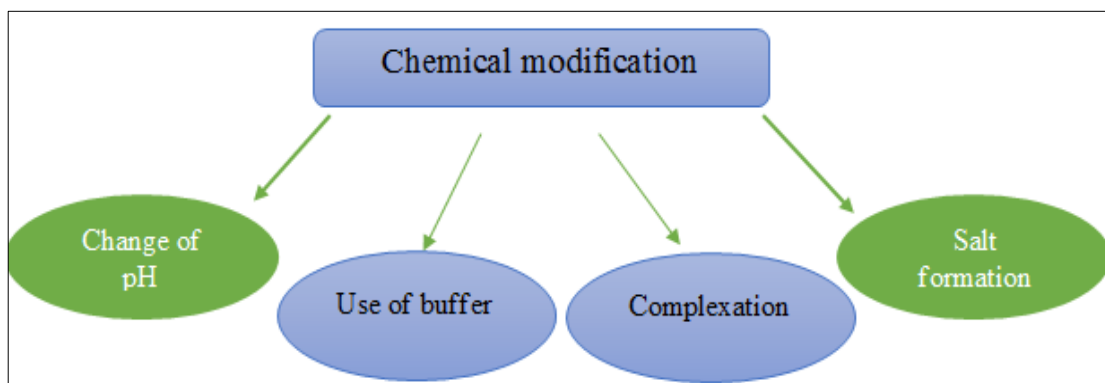 Chemical modification
Change of
pH
Use of buffer
Complexation
Salt
formation